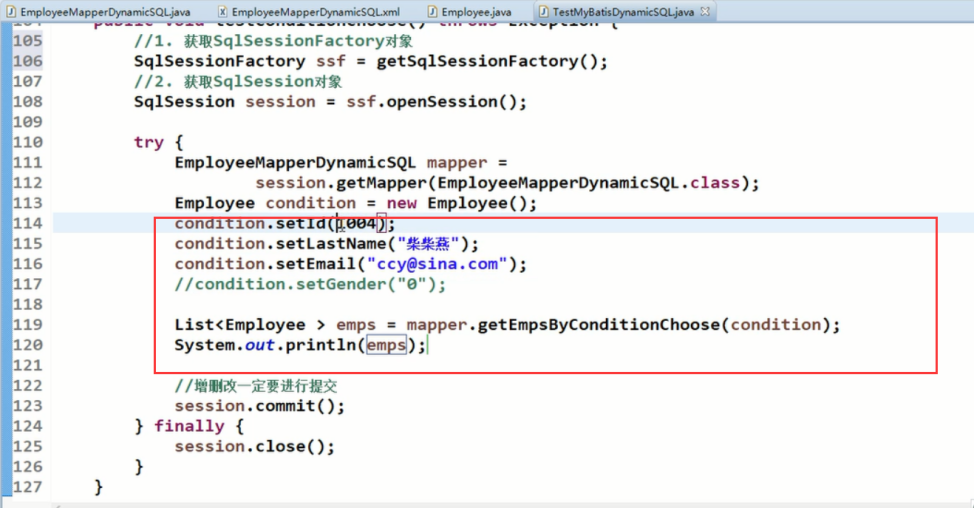 EmployeeMapperDynamicSQL.java EmployeeMapperDynamicSQL.xml Employee.java TestMyBatisDynamicSQL.java
104 public void testConditionChoose() throws Exception {
105 //1. 获取SqlSessionFactory对象
106 SqlSessionFactory ssf = getSqlSessionFactory();
107 //2. 获取SqlSession对象
108 SqlSession session = ssf.openSession();
109
110 try {
111 EmployeeMapperDynamicSQL mapper =
112 session.getMapper(EmployeeMapperDynamicSQL.class);
113 Employee condition = new Employee();
114 condition.setId(1004);
115 condition.setLastName("柴柴燕");
116 condition.setEmail("ccy@sina.com");
117 //condition.setGender("0");
118
119 List<Employee > emps = mapper.getEmpsByConditionChoose(condition);
120 System.out.println(emps);
121
122 //增删改一定要进行提交
123 session.commit();
124 } finally {
125 session.close();
126 }
127 }